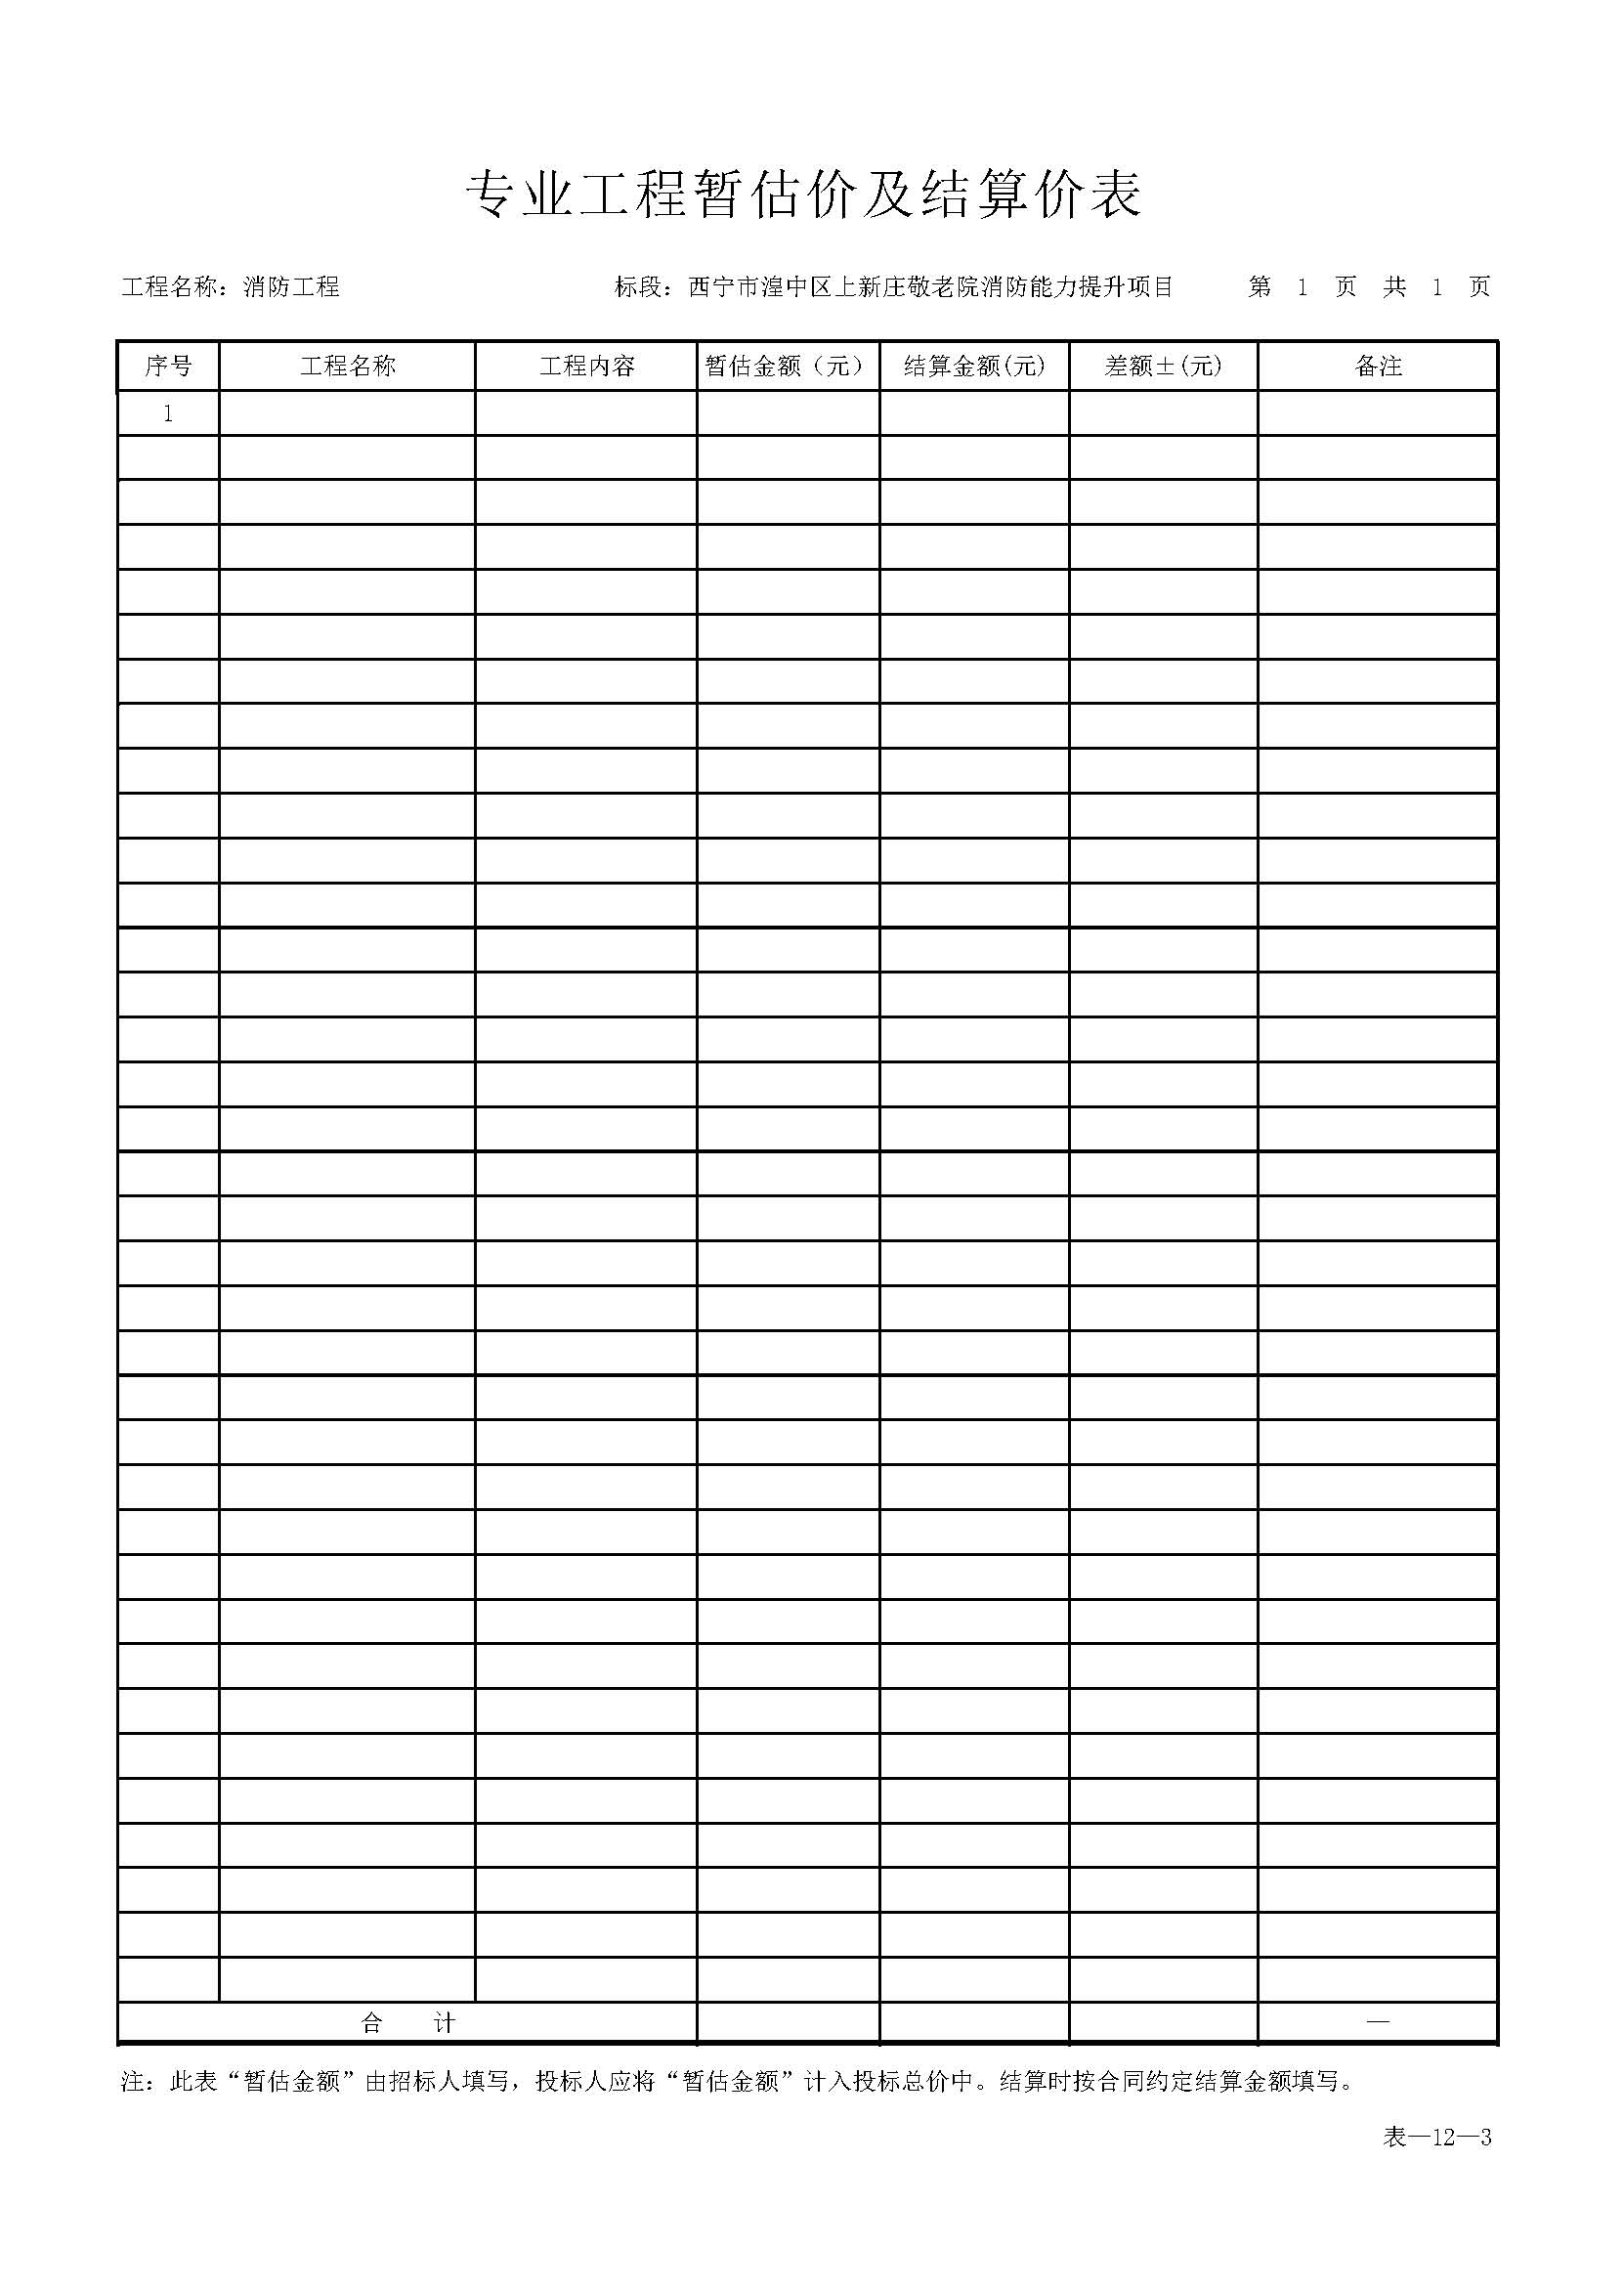 专业工程暂估价及结算价表
工程名称：消防工程 标段：西宁市湟中区上新庄敬老院消防能力提升项目 第 1 页 共 1 页
序号 工程名称 工程内容 暂估金额（元） 结算金额(元) 差额±(元) 备注
1
合 计 —
注：此表“暂估金额”由招标人填写，投标人应将“暂估金额”计入投标总价中。结算时按合同约定结算金额填写。
表—12—3